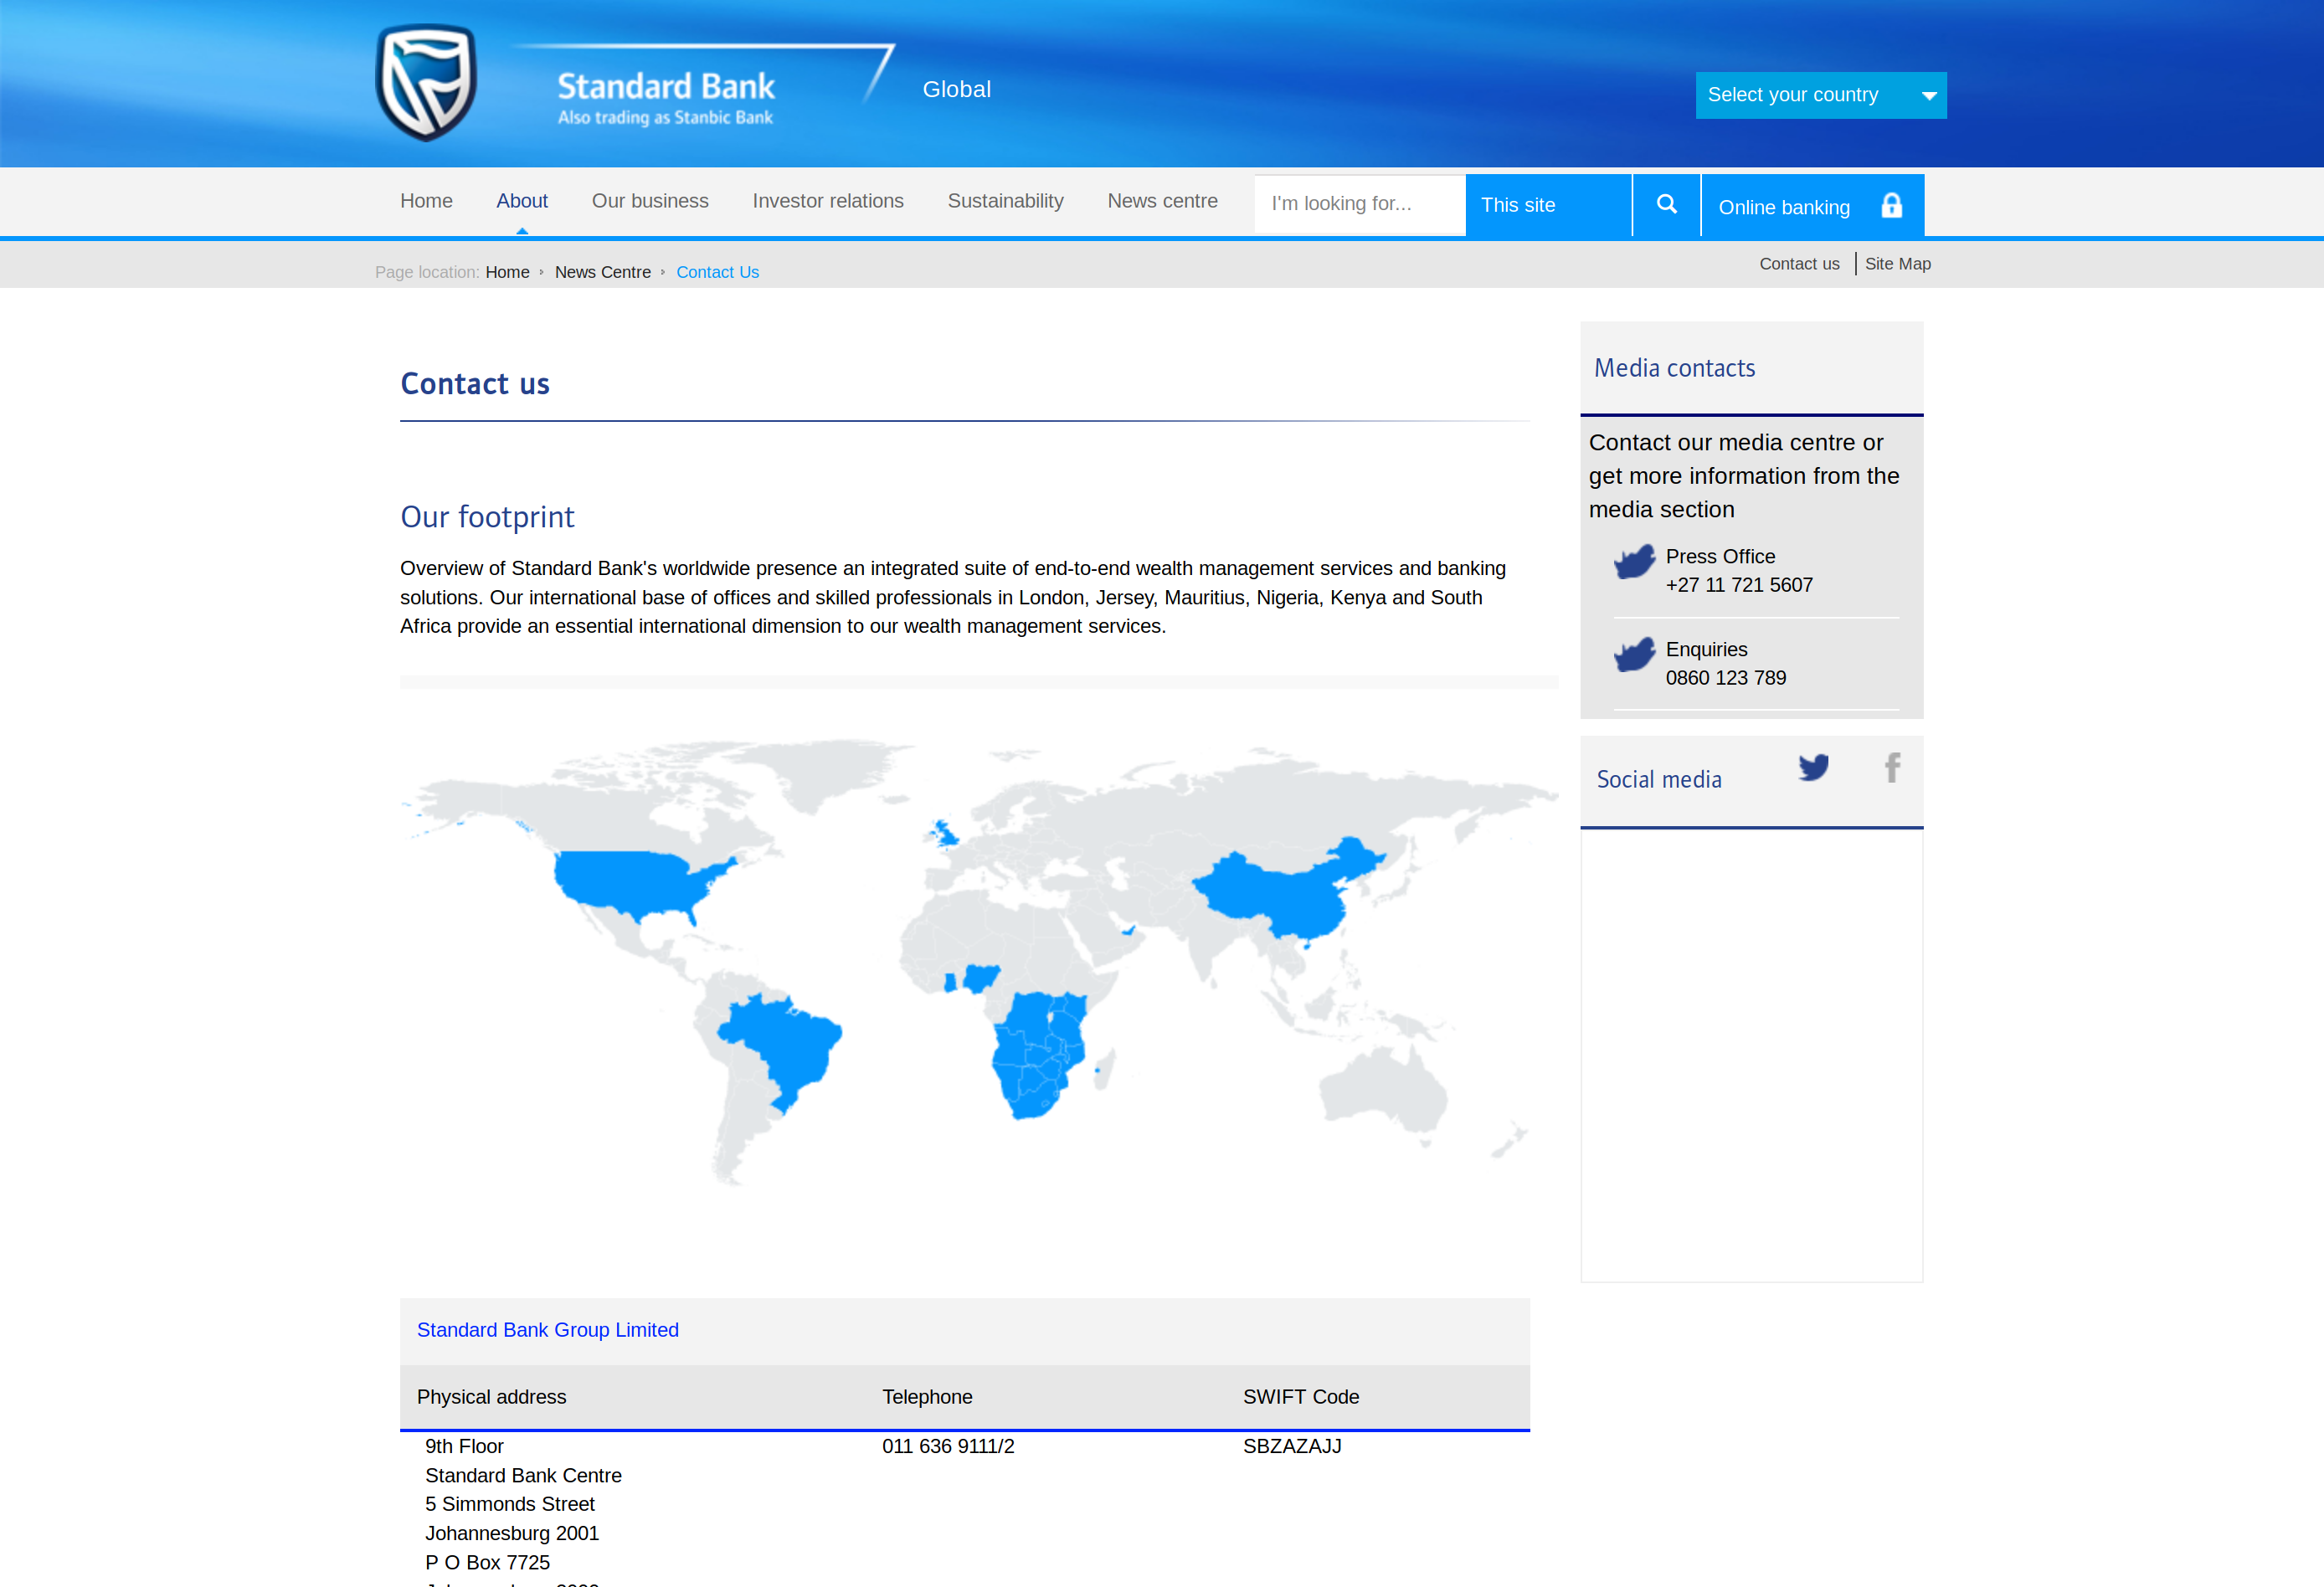 Standard Bank
Also trading as Stanbic Bank
Global
Select your country
Home
About
Our business
Investor relations
Sustainability
News centre
I'm looking for...
This site
Online banking
Page location: Home
News Centre
Contact Us
Contact us
Site Map
Contact us
Our footprint
Overview of Standard Bank's worldwide presence an integrated suite of end-to-end wealth management services and banking
solutions. Our international base of offices and skilled professionals in London, Jersey, Mauritius, Nigeria, Kenya and South
Africa provide an essential international dimension to our wealth management services.
Media contacts
Contact our media centre or
get more information from the
media section
Press Office
+27 11 721 5607
Enquiries
0860 123 789
Social media
Standard Bank Group Limited
Physical address
Telephone
SWIFT Code
9th Floor
011 636 9111/2
SBZAZAJJ
Standard Bank Centre
5 Simmonds Street
Johannesburg 2001
P O Box 7725